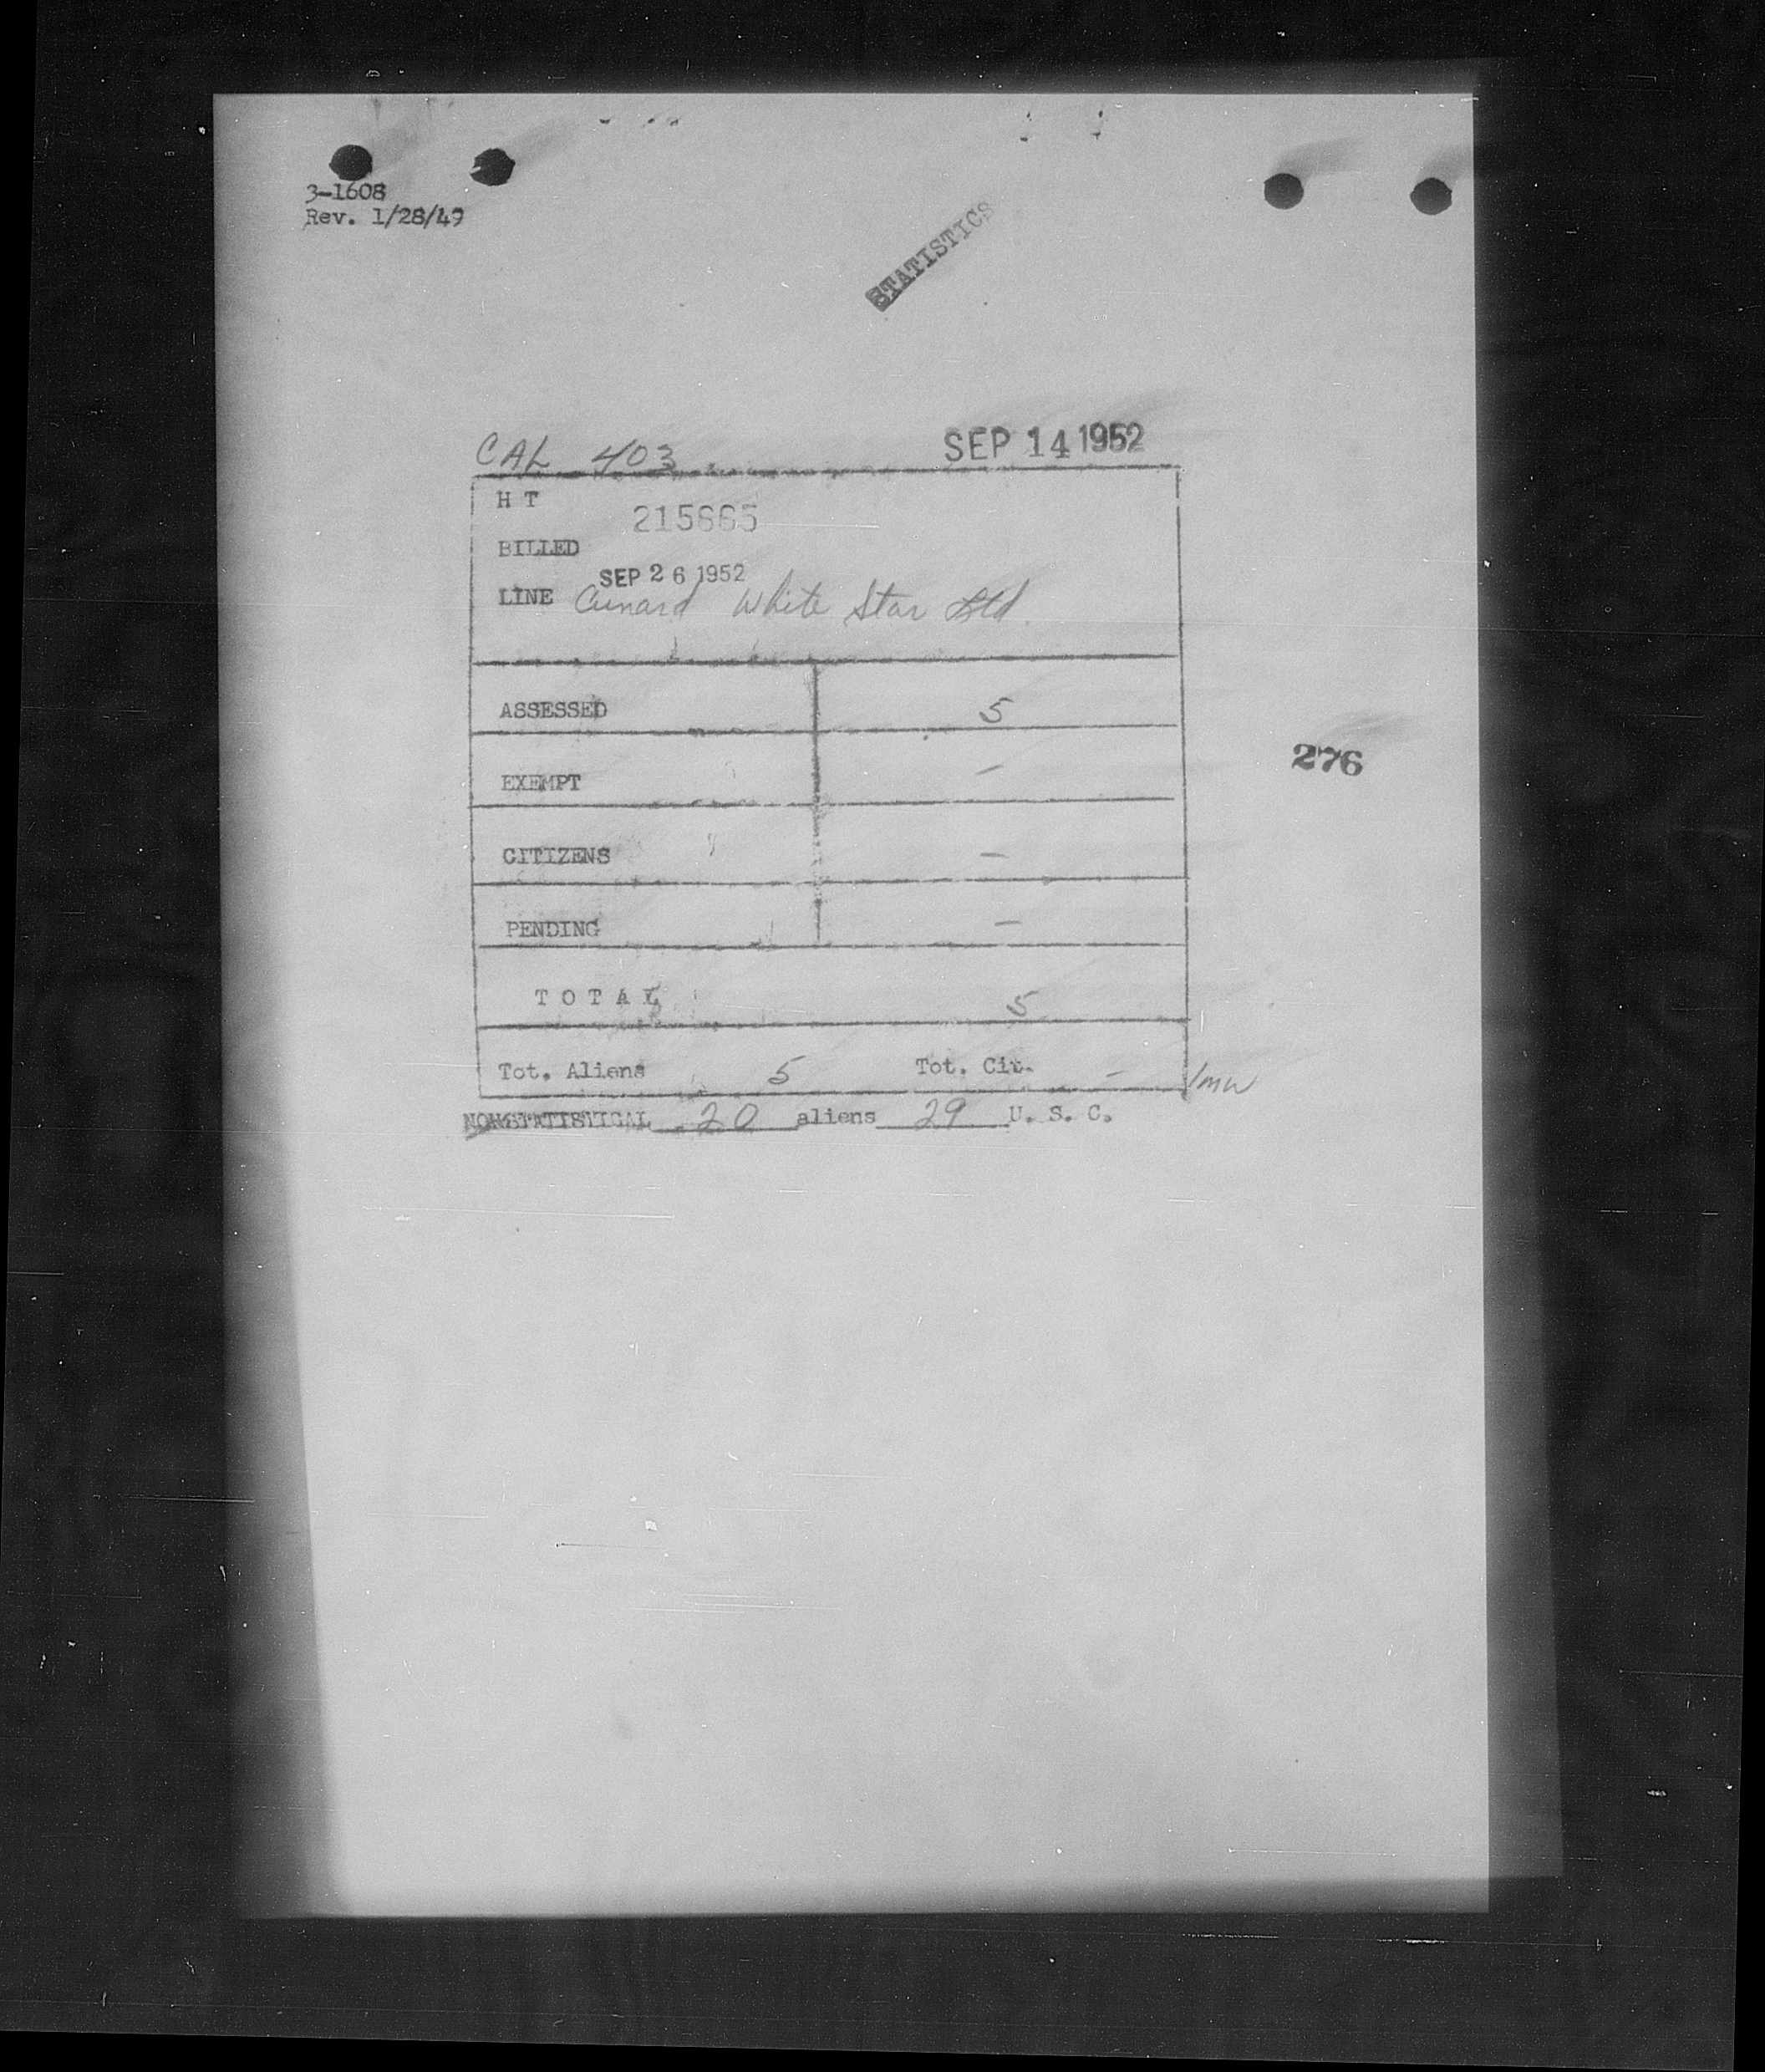 3-1608
Rev. 1/28/49
STATISTICS
CAL 403 SEP 14 1952
H T
215665
BILLED
SEP 26 1952
LINE Cunard White Star Ltd.
ASSESSED 5
EXEMPT –
276
CITIZENS –
PENDING –
TOTAL 5
Tot. Aliens 5 Tot. Cit. –
NONSTATISTICAL 20 aliens 29 U. S. C.